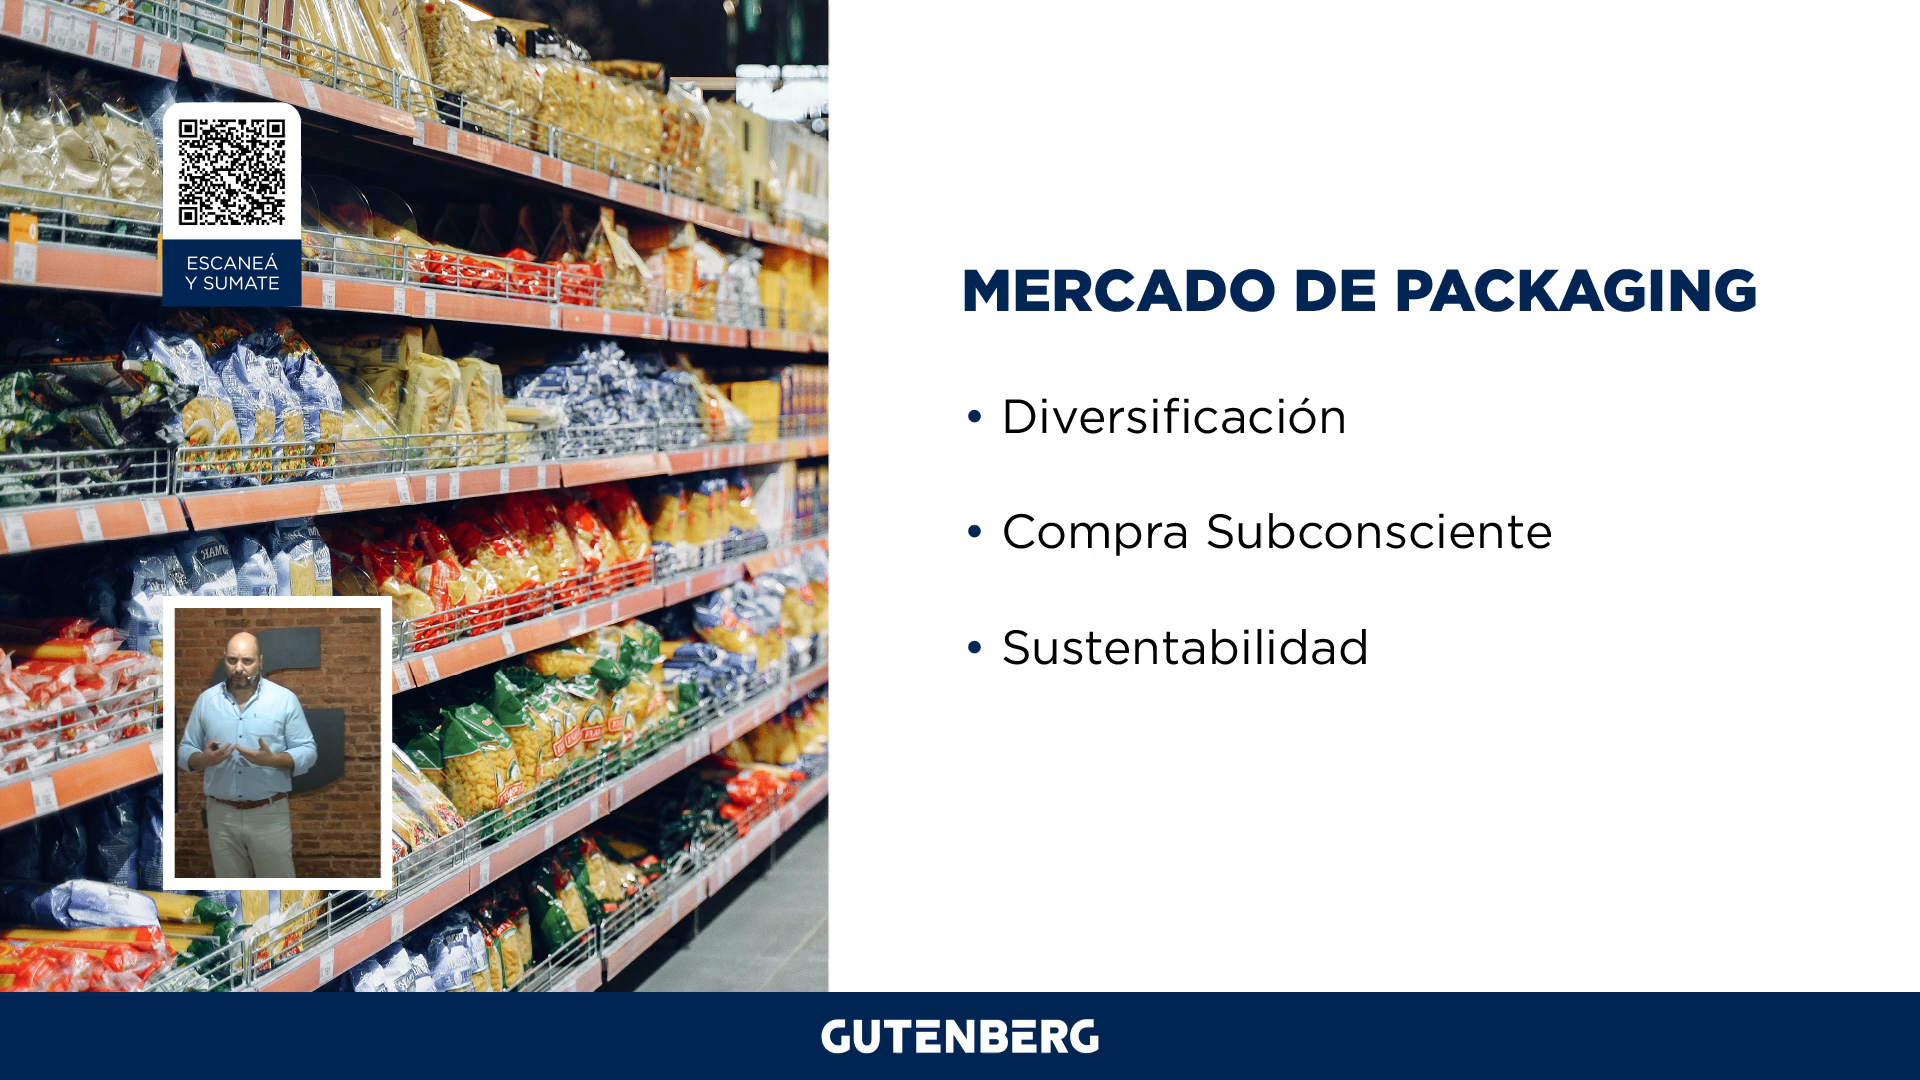 ESCANEÁ
Y SUMATE
MERCADO DE PACKAGING
• Diversificación
• Compra Subconsciente
• Sustentabilidad
GUTENBERG